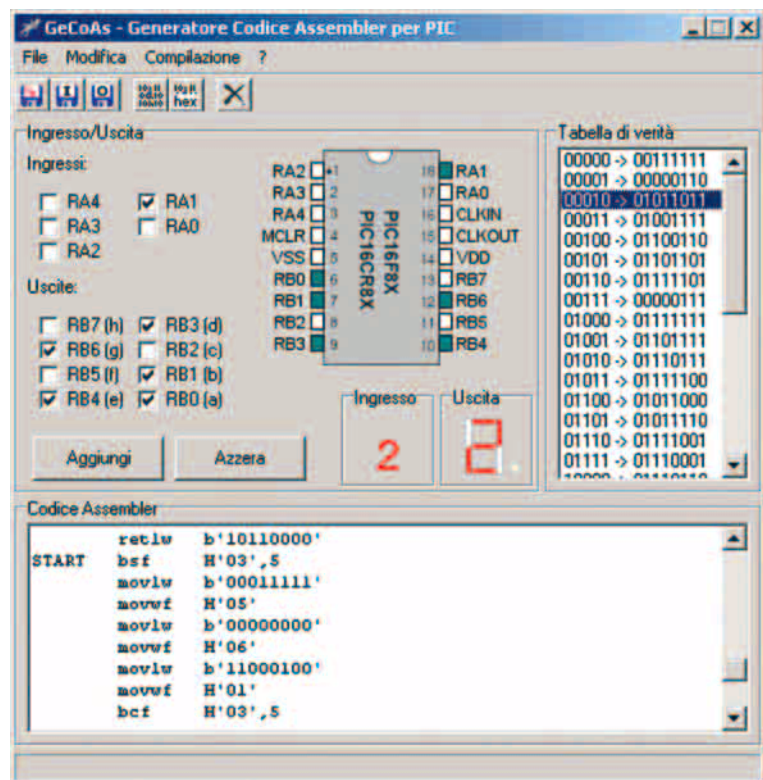 GeCoAs - Generatore Codice Assembler per PIC
File Modifica Compilazione ?
hex
Ingresso/Uscita
Ingressi:
RA4 RA1
RA3 RA0
RA2
Uscite:
RB7 (h) RB3 (d)
RB6 (g) RB2 (c)
RB5 (f) RB1 (b)
RB4 (e) RB0 (a)
Aggiungi Azzera
RA2 1 18 RA1
RA3 2 17 RA0
RA4 3 16 CLKIN
MCLR 4 15 CLKOUT
VSS 5 14 VDD
RB0 6 13 RB7
RB1 7 12 RB6
RB2 8 11 RB5
RB3 9 10 RB4
PIC16F8X
PIC16CR8X
Ingresso
2
Uscita
2
Tabella di verità
00000 -> 00111111
00001 -> 00000110
00010 -> 01011011
00011 -> 01001111
00100 -> 01100110
00101 -> 01101101
00110 -> 01111101
00111 -> 00000111
01000 -> 01111111
01001 -> 01101111
01010 -> 01110111
01011 -> 01111100
01100 -> 01011000
01101 -> 01011110
01110 -> 01111001
01111 -> 01110001
Codice Assembler
retlw b'10110000'
START bsf H'03',5
movlw b'00011111'
movwf H'05'
movlw b'00000000'
movwf H'06'
movlw b'11000100'
movwf H'01'
bcf H'03',5